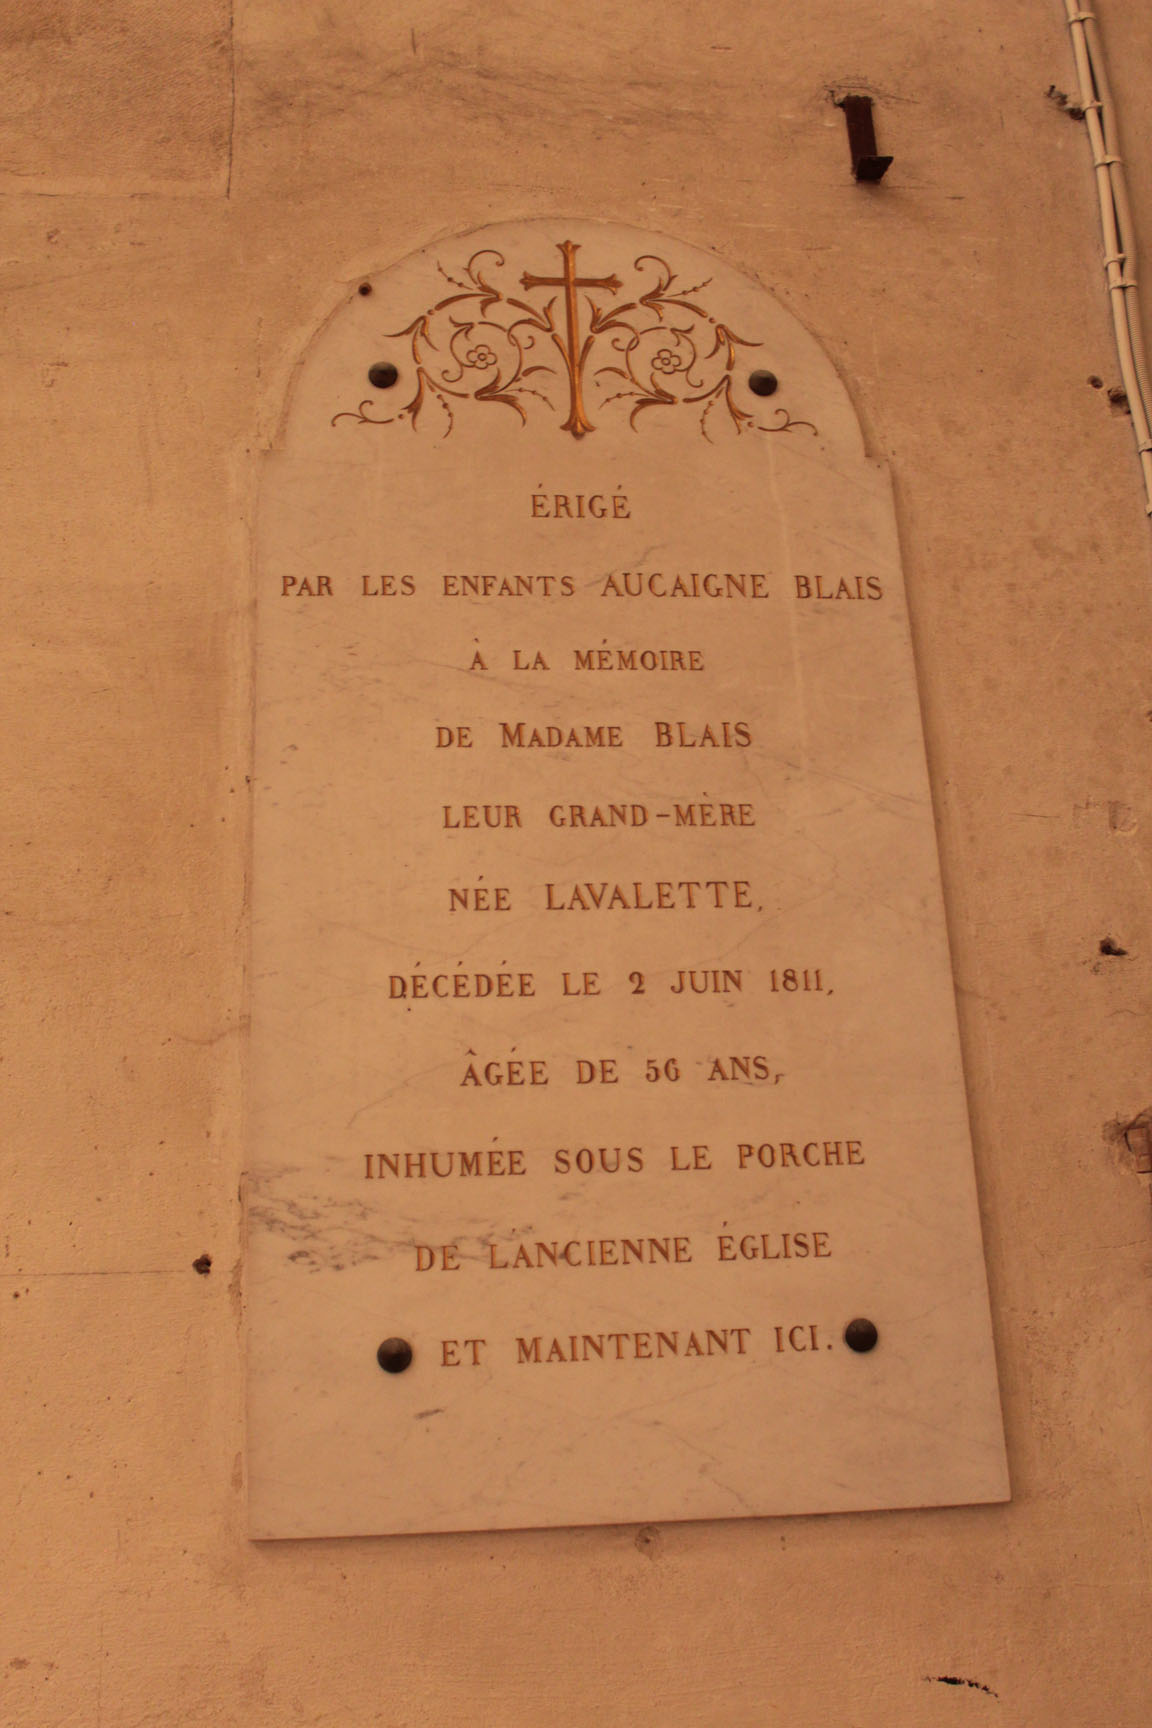 ÉRIGÉ
PAR LES ENFANTS AUCAIGNE BLAIS
À LA MÉMOIRE
DE MADAME BLAIS
LEUR GRAND-MÈRE
NÉE LAVALETTE,
DÉCÉDÉE LE 2 JUIN 1811,
ÂGÉE DE 56 ANS,
INHUMÉE SOUS LE PORCHE
DE L'ANCIENNE ÉGLISE
ET MAINTENANT ICI.